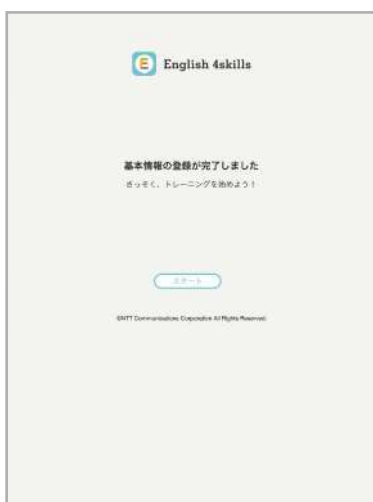 English 4skills
基本情報の登録が完了しました
さっそく、トレーニングを始めよう！
スタート
©NTT Communications Corporation All Rights Reserved.